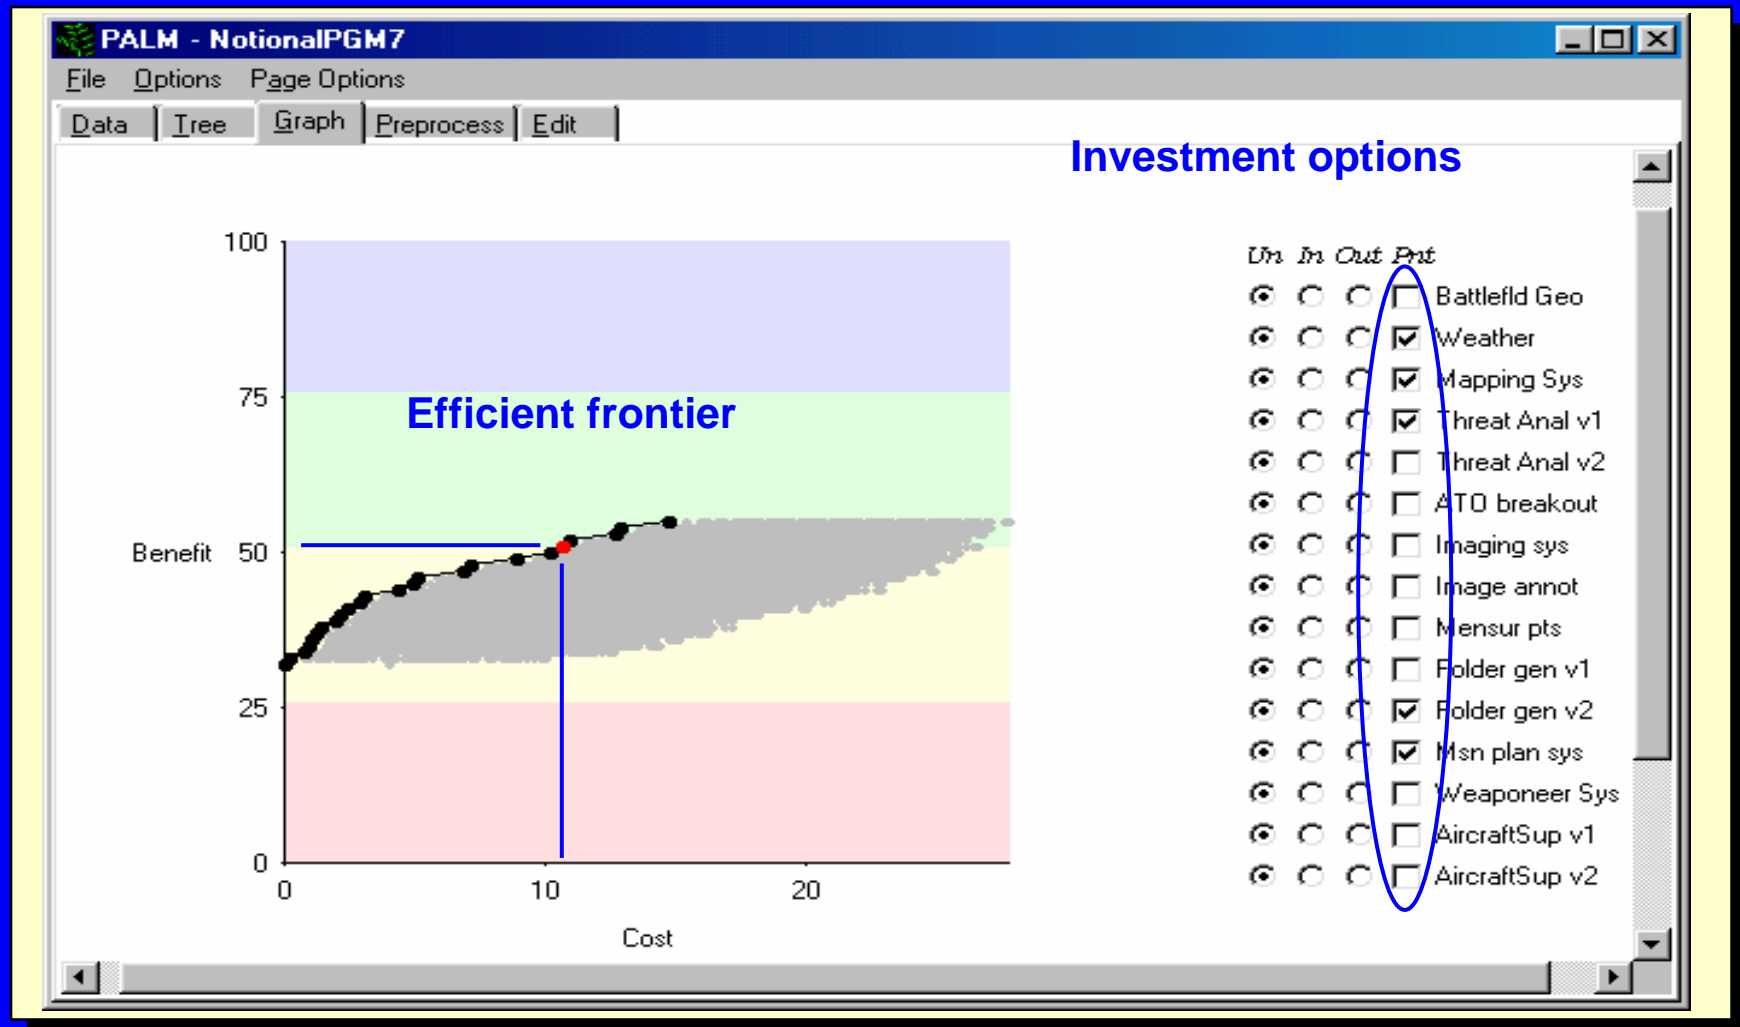 PALM - NotionalPGM7
File Options Page Options
Data Tree Graph Preprocess Edit
Investment options
Efficient frontier
100
75
Benefit 50
25
0
0 10 20
Cost
Un In Out Pnt
Battlefld Geo
Weather
Mapping Sys
Threat Anal v1
Threat Anal v2
ATO breakout
Imaging sys
Image annot
Mensur pts
Folder gen v1
Folder gen v2
Msn plan sys
Weaponeer Sys
AircraftSup v1
AircraftSup v2